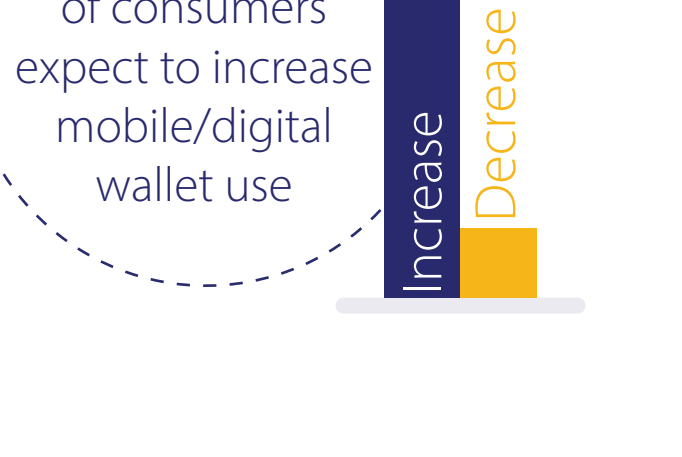 of consumers
expect to increase
mobile/digital
wallet use
Increase
Decrease